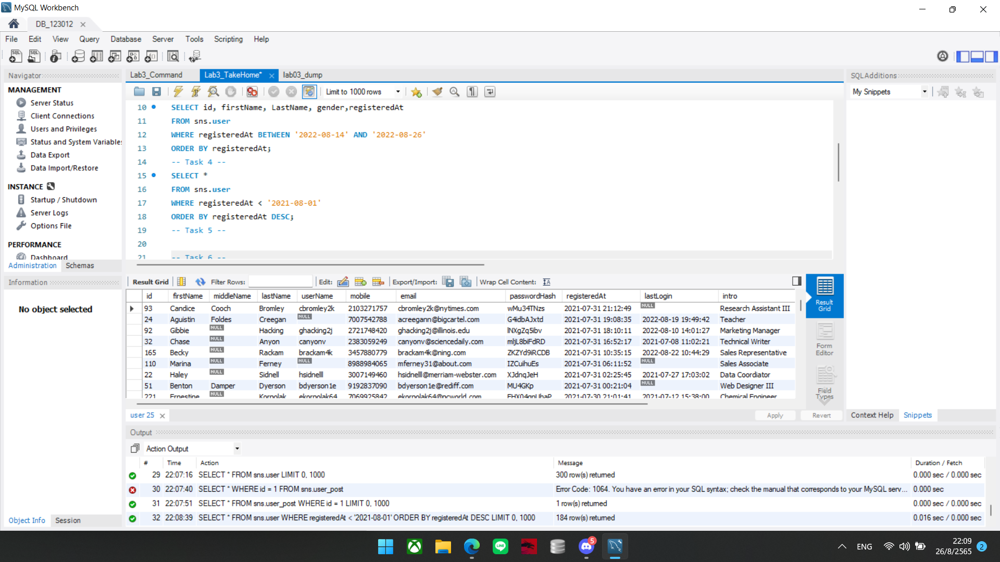 MySQL Workbench
DB_123012
File Edit View Query Database Server Tools Scripting Help
Navigator
MANAGEMENT
Server Status
Client Connections
Users and Privileges
Status and System Variables
Data Export
Data Import/Restore
INSTANCE
Startup / Shutdown
Server Logs
Options File
PERFORMANCE
Dashboard
Administration Schemas
Information
No object selected
Object Info Session
Lab3_Command Lab3_TakeHome* lab03_dump
Limit to 1000 rows
10 SELECT id, firstName, LastName, gender,registeredAt
11 FROM sns.user
12 WHERE registeredAt BETWEEN '2022-08-14' AND '2022-08-26'
13 ORDER BY registeredAt;
14 -- Task 4 --
15 SELECT *
16 FROM sns.user
17 WHERE registeredAt < '2021-08-01'
18 ORDER BY registeredAt DESC;
19 -- Task 5 --
20
21 -- Task 6 --
Result Grid Filter Rows: Edit: Export/Import: Wrap Cell Content:
id firstName middleName lastName userName mobile email passwordHash registeredAt lastLogin intro
93 Candice Cooch Bromley cbromley2k 2103271757 cbromley2k@nytimes.com wMu34TNzs 2021-07-31 21:12:49 NULL Research Assistant III
24 Aguistin Foldes Creegan NULL 7007542788 acreegann@bigcartel.com G4idbAJxtd 2021-07-31 19:08:35 2022-08-19 19:49:42 Teacher
92 Gibbie NULL Hacking ghacking2j 2721748420 ghacking2j@illinois.edu lNXgZq5ibv 2021-07-31 18:10:11 2022-08-10 14:01:27 Marketing Manager
32 Chase NULL Anyon canyonv 2383059249 canyonv@sciencedaily.com mljL8biFdRD 2021-07-31 16:52:17 2021-07-08 11:02:21 Technical Writer
165 Becky NULL Rackam brackam4k 3457880779 brackam4k@ning.com ZKZYd9iRCDB 2021-07-31 10:35:15 2022-08-22 10:44:29 Sales Representative
110 Marina NULL Ferney NULL 8988984065 mferney31@about.com IZCuihuEs 2021-07-31 06:11:52 NULL Sales Associate
22 Haley NULL Sidnell hsidnelll 3007149460 hsidnelll@merriam-webster.com XJdnqJeH 2021-07-31 02:25:45 2021-07-27 17:03:02 Data Coordiator
51 Benton Damper Dyerson bdyerson1e 9192837090 bdyerson1e@rediff.com MU4GKp 2021-07-31 00:21:04 NULL Web Designer III
221 Ernestine NULL Kornolak ekornolak64 7069925842 ekornolak64@pcworld.com 2021-07-30 21:01:41 2021-07-12 15:38:00 Chemical Engineer
Result Grid
Form Editor
Field Types
user 25 Apply Revert
SQLAdditions
My Snippets
Context Help Snippets
Output
Action Output
# Time Action Message Duration / Fetch
29 22:07:16 SELECT * FROM sns.user LIMIT 0, 1000 300 row(s) returned 0.000 sec / 0.000 sec
30 22:07:40 SELECT * WHERE id = 1 FROM sns.user_post Error Code: 1064. You have an error in your SQL syntax; check the manual that corresponds to your MySQL serv... 0.000 sec
31 22:07:51 SELECT * FROM sns.user_post WHERE id = 1 LIMIT 0, 1000 1 row(s) returned 0.000 sec / 0.000 sec
32 22:08:39 SELECT * FROM sns.user WHERE registeredAt < '2021-08-01' ORDER BY registeredAt DESC LIMIT 0, 1000 184 row(s) returned 0.016 sec / 0.000 sec
LINE
5
ENG
22:09
26/8/2565
2